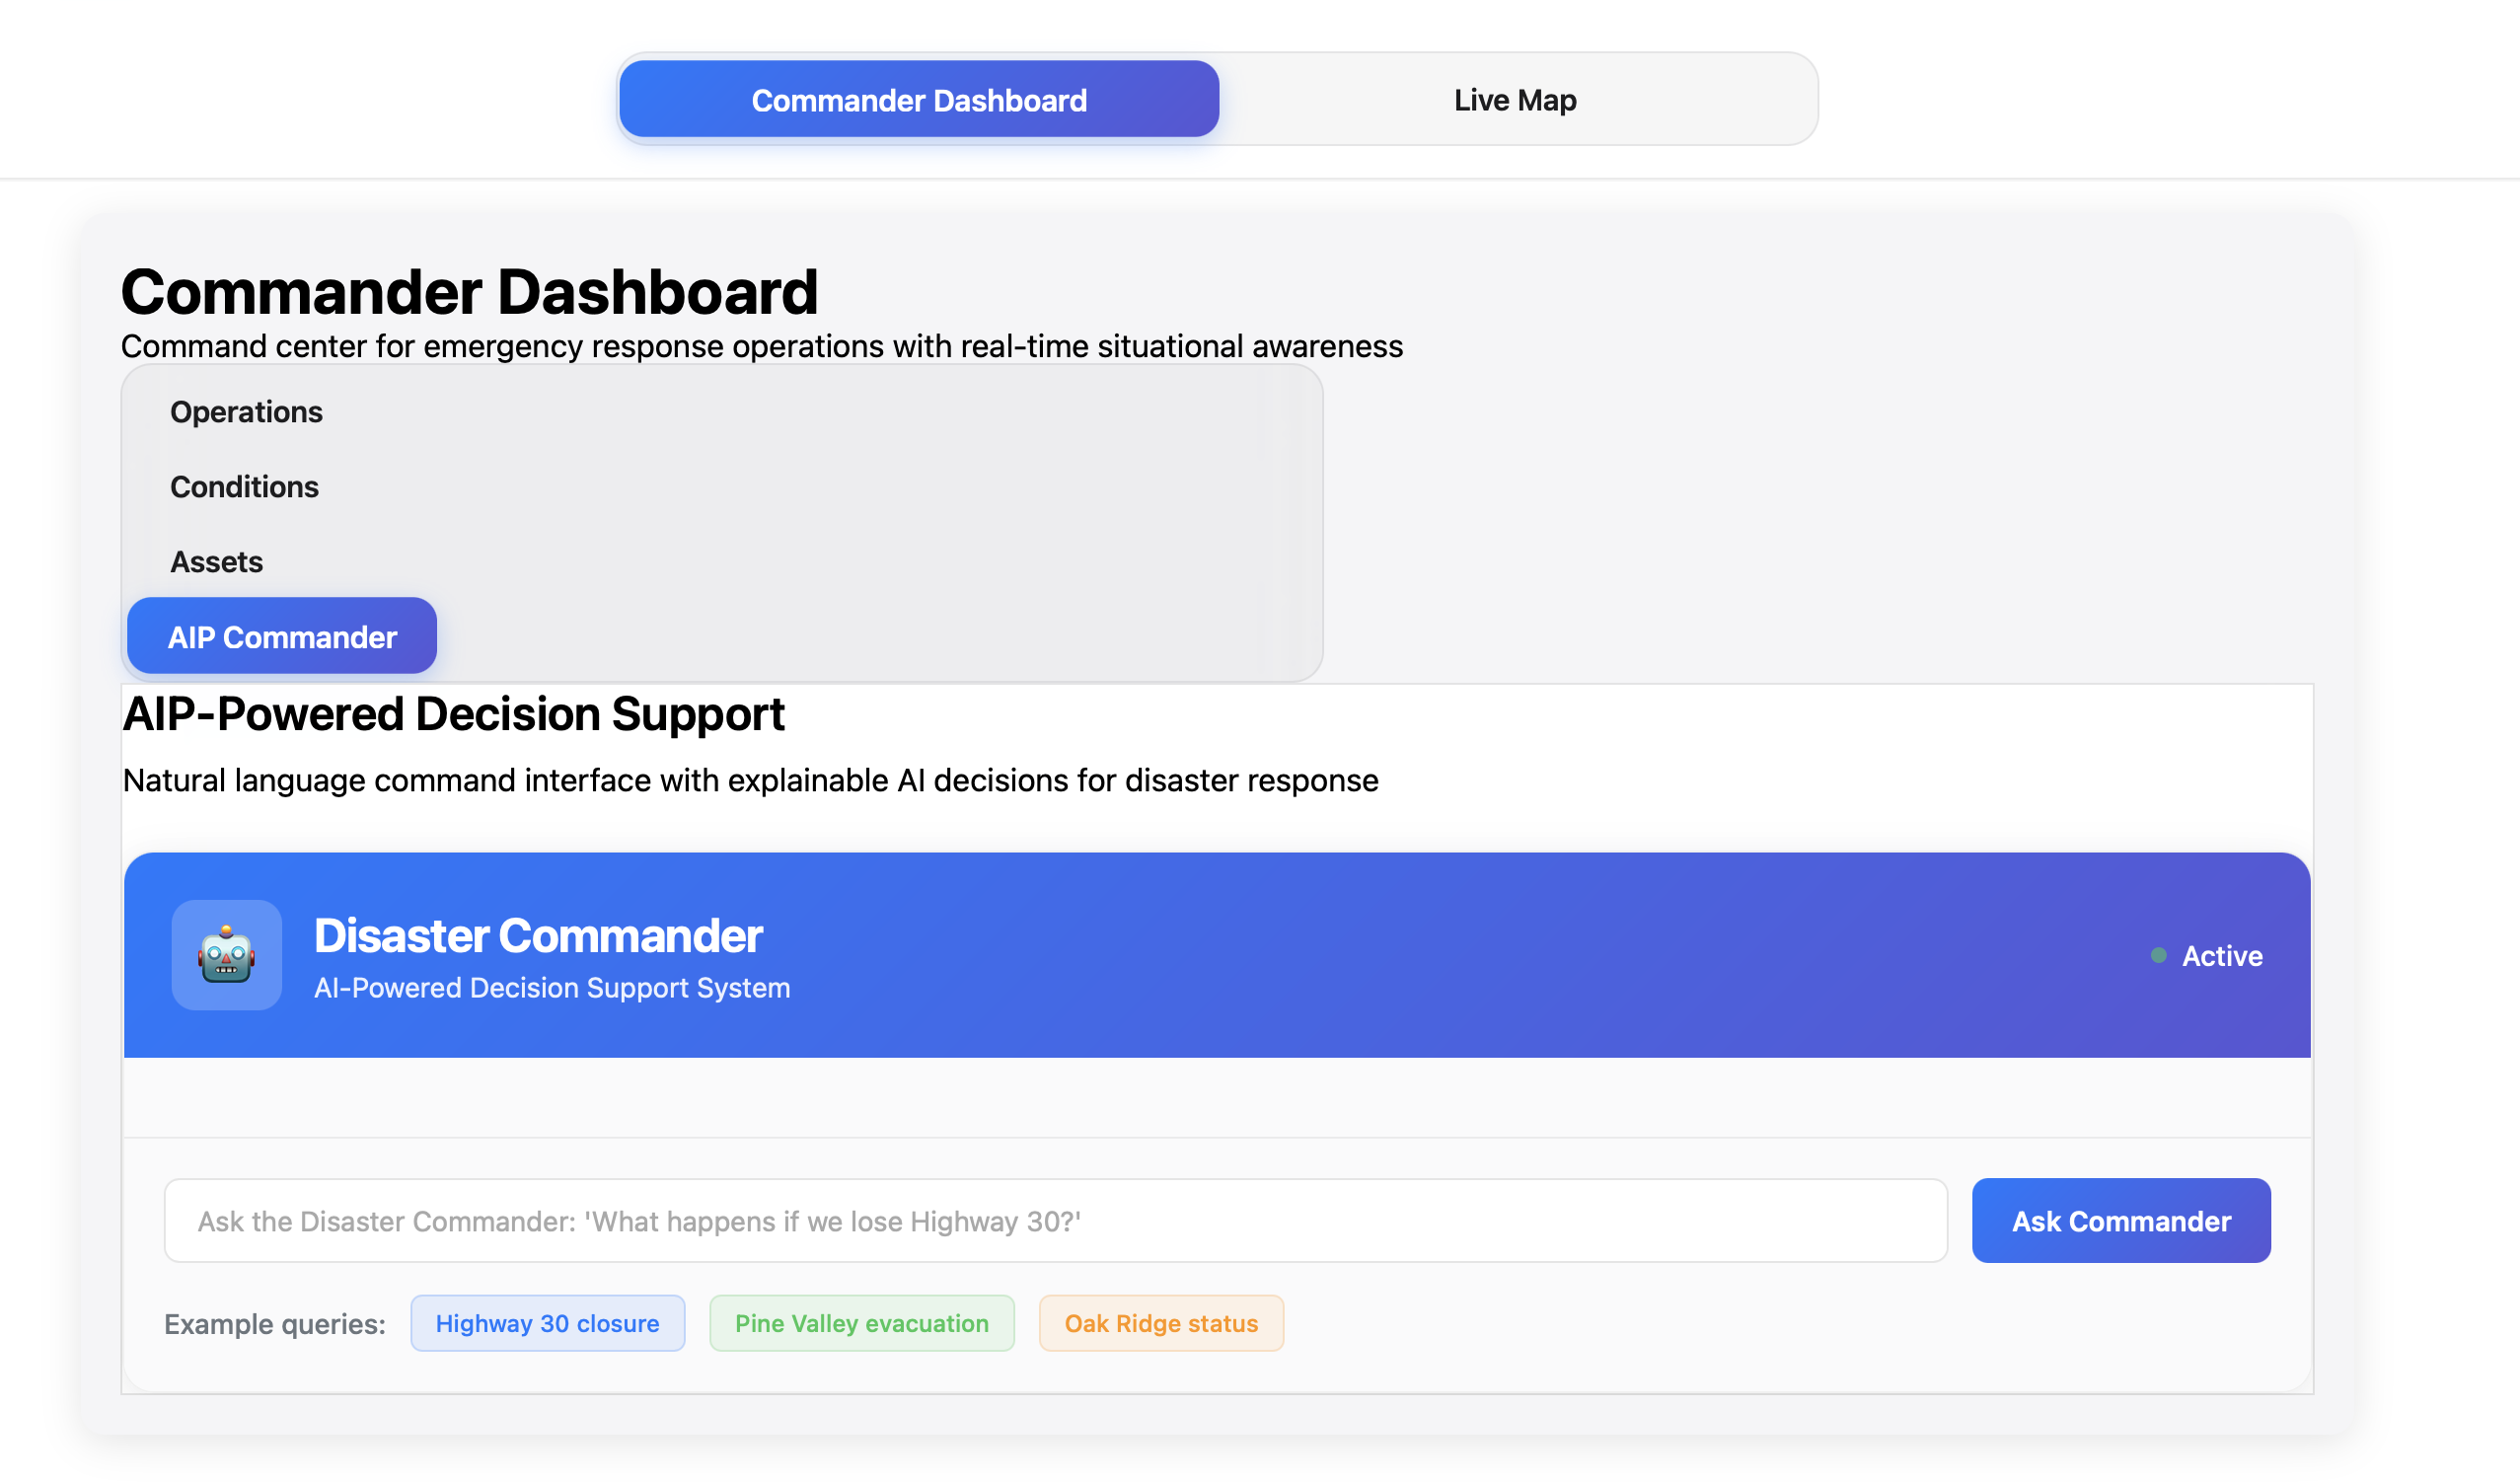 Commander Dashboard
Live Map
Commander Dashboard
Command center for emergency response operations with real-time situational awareness
Operations
Conditions
Assets
AIP Commander
AIP-Powered Decision Support
Natural language command interface with explainable AI decisions for disaster response
Disaster Commander
AI-Powered Decision Support System
Active
Ask the Disaster Commander: 'What happens if we lose Highway 30?'
Ask Commander
Example queries:
Highway 30 closure
Pine Valley evacuation
Oak Ridge status